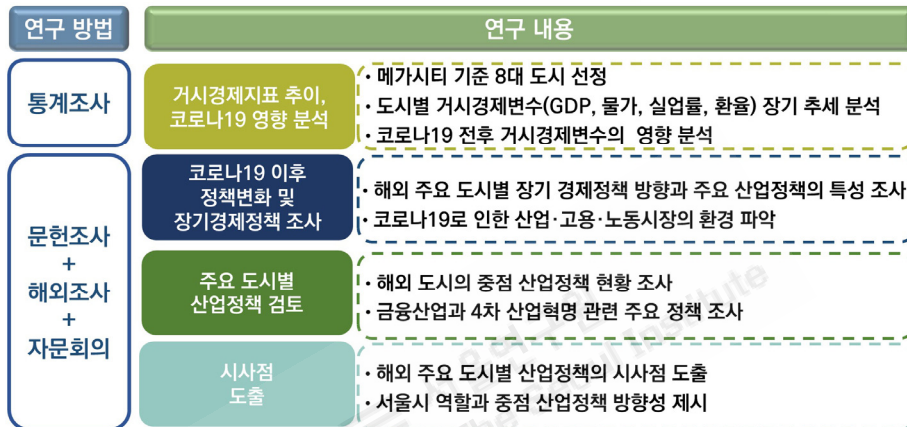 연구 방법
연구 내용
통계조사
거시경제지표 추이,
코로나19 영향 분석
· 메가시티 기준 8대 도시 선정
· 도시별 거시경제변수(GDP, 물가, 실업률, 환율) 장기 추세 분석
· 코로나19 전후 거시경제변수의 영향 분석
문헌조사
+
해외조사
+
자문회의
코로나19 이후
정책변화 및
장기경제정책 조사
· 해외 주요 도시별 장기 경제정책 방향과 주요 산업정책의 특성 조사
· 코로나19로 인한 산업·고용·노동시장의 환경 파악
주요 도시별
산업정책 검토
· 해외 도시의 중점 산업정책 현황 조사
· 금융산업과 4차 산업혁명 관련 주요 정책 조사
시사점
도출
· 해외 주요 도시별 산업정책의 시사점 도출
· 서울시 역할과 중점 산업정책 방향성 제시
서울연구원
The Seoul Institute